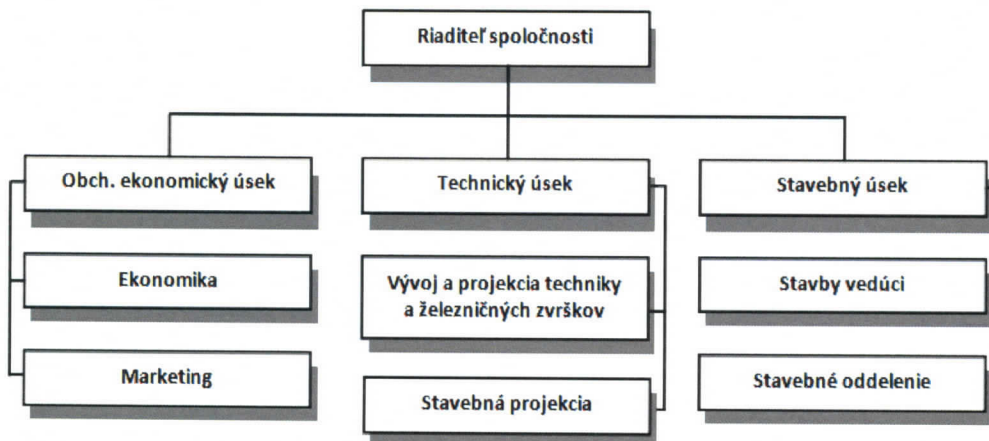 Riaditeľ spoločnosti
Obch. ekonomický úsek
Technický úsek
Stavebný úsek
Ekonomika
Vývoj a projekcia techniky
a železničných zvrškov
Stavby vedúci
Marketing
Stavebná projekcia
Stavebné oddelenie